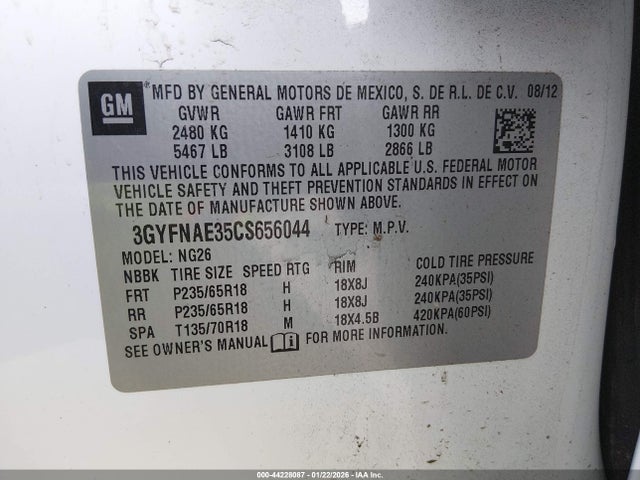 GM ® MFD BY GENERAL MOTORS DE MEXICO, S. DE R.L. DE C.V. 08/12
GVWR GAWR FRT GAWR RR
2480 KG 1410 KG 1300 KG
5467 LB 3108 LB 2866 LB
THIS VEHICLE CONFORMS TO ALL APPLICABLE U.S. FEDERAL MOTOR
VEHICLE SAFETY AND THEFT PREVENTION STANDARDS IN EFFECT ON
THE DATE OF MANUFACTURE SHOWN ABOVE.
3GYFNAE35CS656044 TYPE: M.P.V.
MODEL: NG26
NBBK TIRE SIZE SPEED RTG RIM COLD TIRE PRESSURE
FRT P235/65R18 H 18X8J 240KPA(35PSI)
RR P235/65R18 H 18X8J 240KPA(35PSI)
SPA T135/70R18 M 18X4.5B 420KPA(60PSI)
SEE OWNER'S MANUAL FOR MORE INFORMATION.
000-44228087 - 01/22/2026 - IAA Inc.